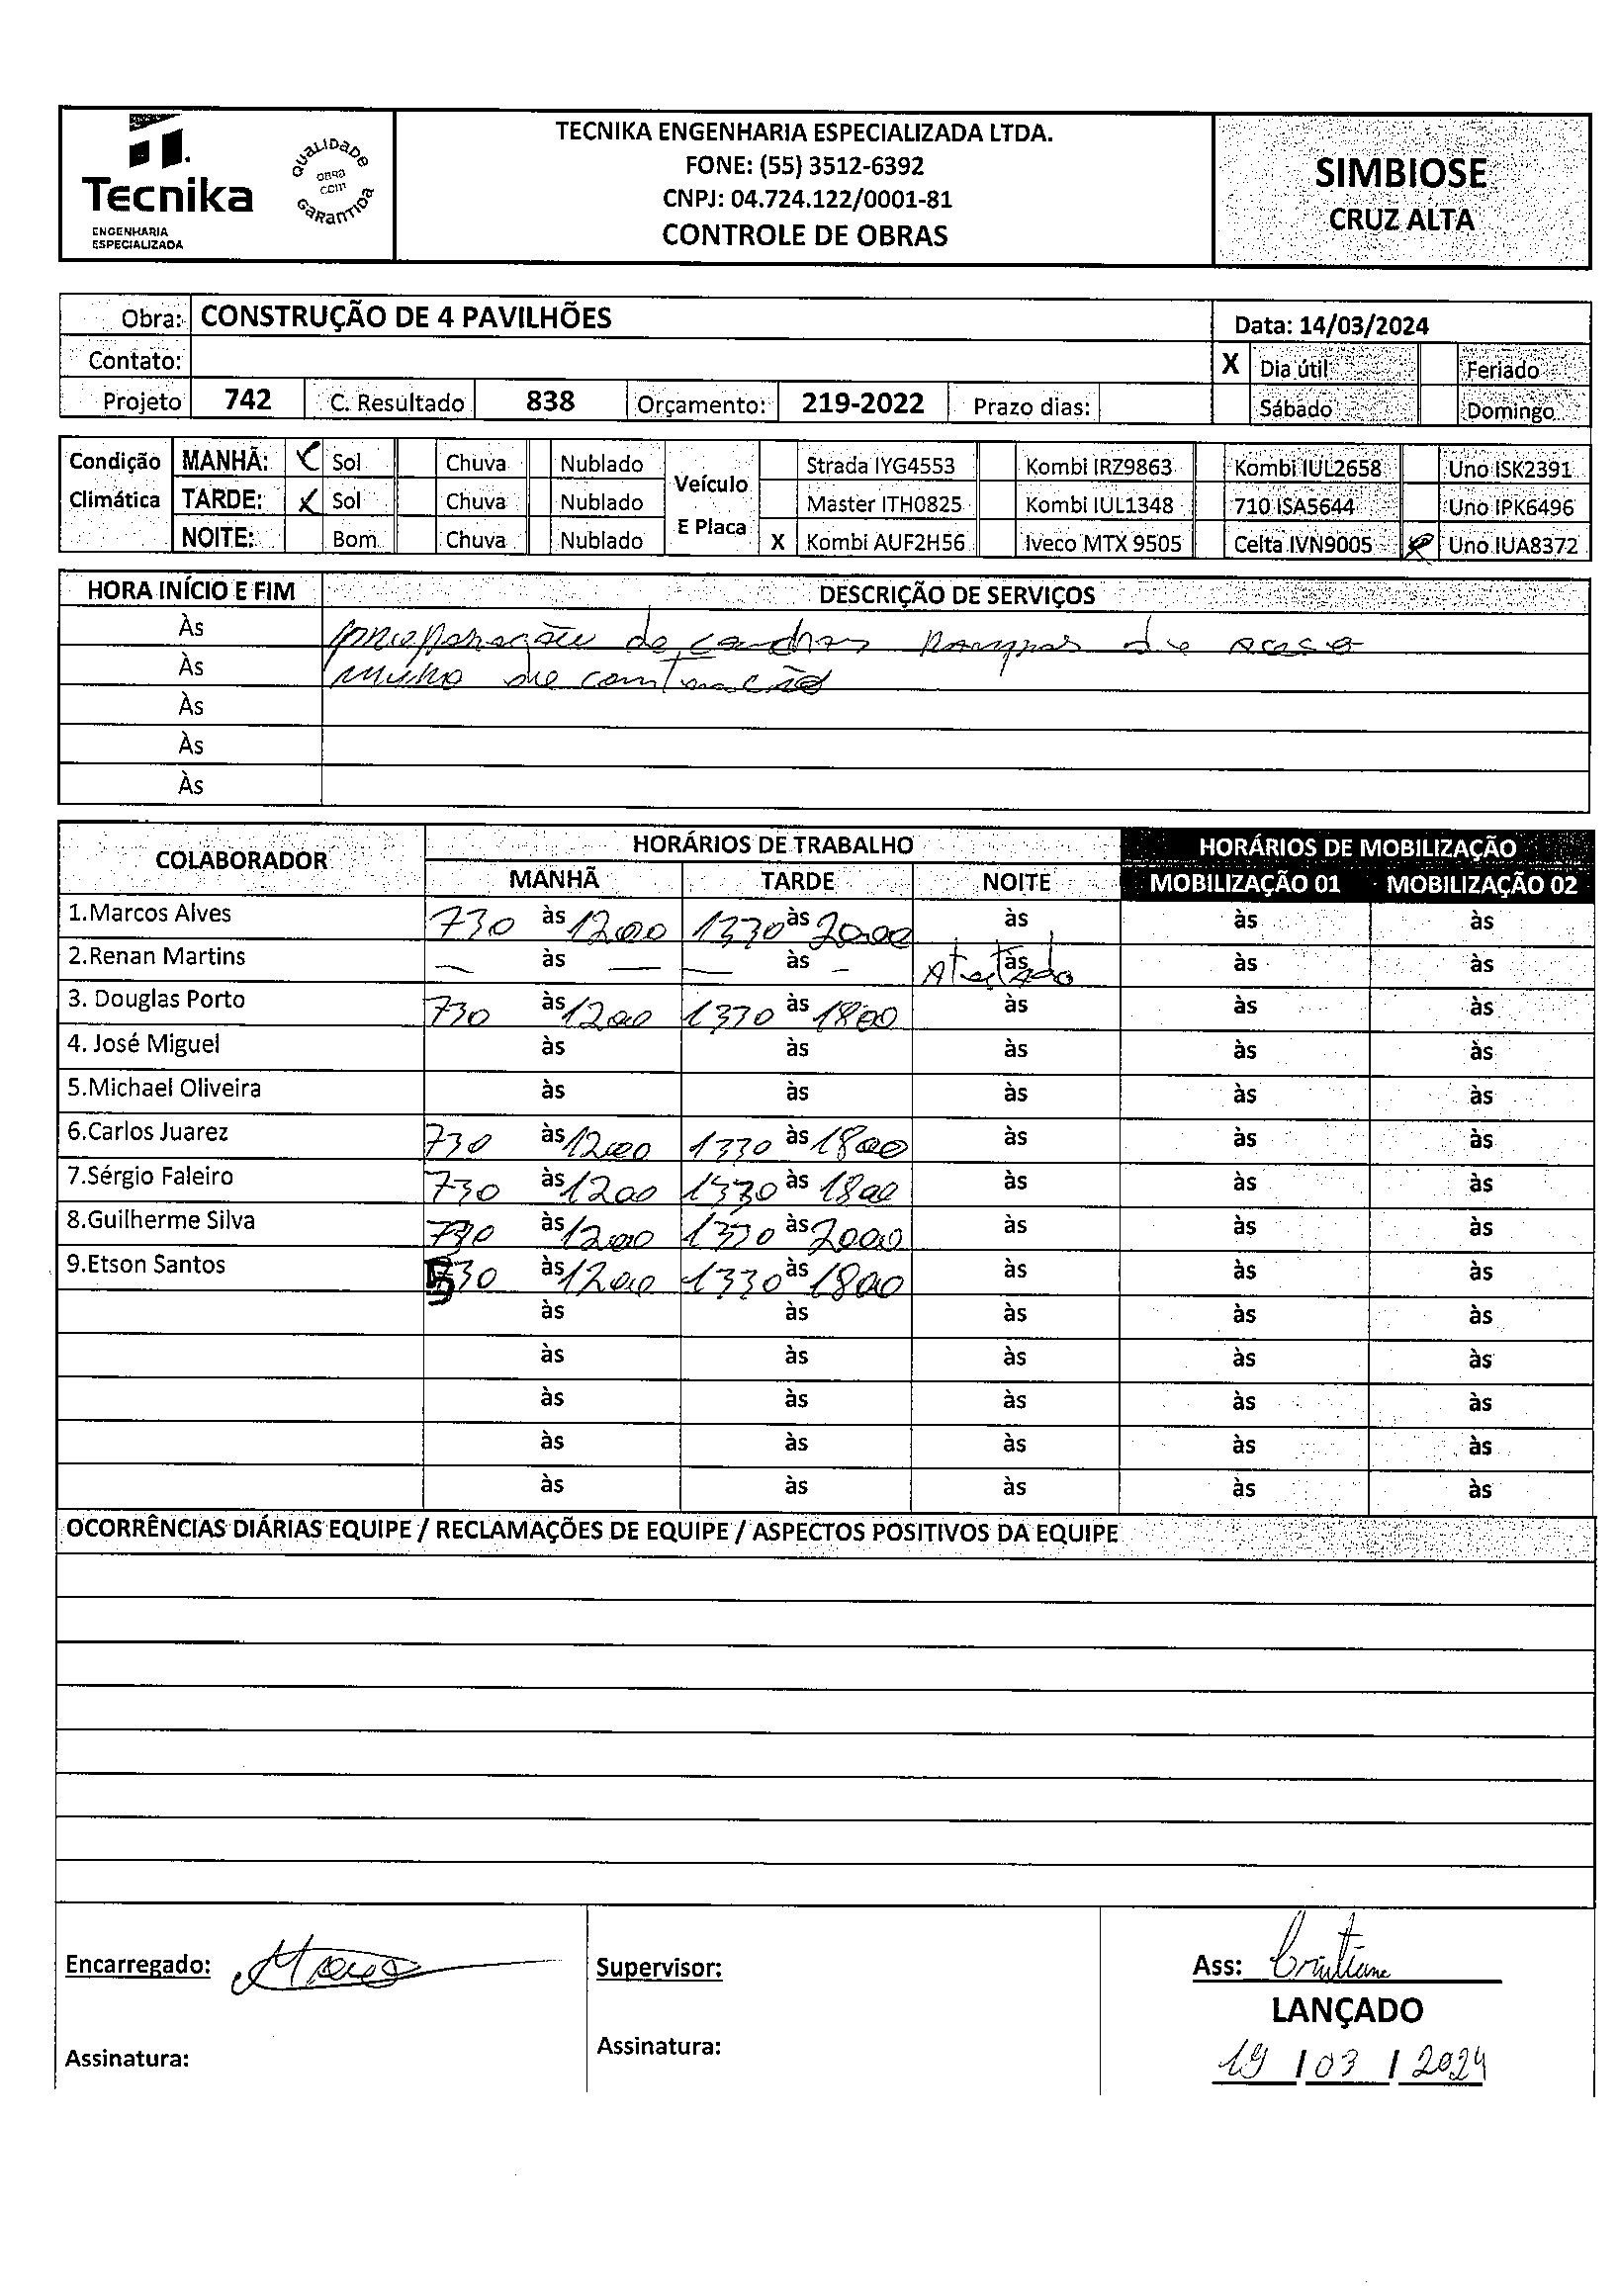 Tecnika
ENGENHARIA
ESPECIALIZADA
QUALIDADE
OBRA
COM
GARANTIDA
TECNIKA ENGENHARIA ESPECIALIZADA LTDA.
FONE: (55) 3512-6392
CNPJ: 04.724.122/0001-81
CONTROLE DE OBRAS
SIMBIOSE
CRUZ ALTA
Obra: CONSTRUÇÃO DE 4 PAVILHÕES Data: 14/03/2024
Contato: X Dia útil Feriado
Projeto 742 C. Resultado 838 Orçamento: 219-2022 Prazo dias: Sábado Domingo
Condição Climática Veículo E Placa
MANHÃ: X Sol Chuva Nublado Strada IYG4553 Kombi IRZ9863 Kombi IUL2658 Uno ISK2391
TARDE: X Sol Chuva Nublado Master ITH0825 Kombi IUL1348 710 ISA5644 Uno IPK6496
NOITE: Bom Chuva Nublado X Kombi AUF2H56 Iveco MTX 9505 Celta IVN9005 Uno IUA8372
HORA INÍCIO E FIM DESCRIÇÃO DE SERVIÇOS
Às de de
Às muro de
Às
Às
Às
COLABORADOR HORÁRIOS DE TRABALHO HORÁRIOS DE MOBILIZAÇÃO
MANHÃ TARDE NOITE MOBILIZAÇÃO 01 MOBILIZAÇÃO 02
1.Marcos Alves 730 às 1200 1330 às 2000 às às às
2.Renan Martins — às — — às — Atestado às às às
3. Douglas Porto 730 às 1200 1330 às 1800 às às às
4. José Miguel às às às às às
5.Michael Oliveira às às às às às
6.Carlos Juarez 730 às 1200 1330 às 1800 às às às
7.Sérgio Faleiro 730 às 1200 1330 às 1800 às às às
8.Guilherme Silva 730 às 1200 1330 às 2000 às às às
9.Etson Santos 730 às 1200 1330 às 1800 às às às
às às às às às
às às às às às
às às às às às
às às às às às
às às às às às
OCORRÊNCIAS DIÁRIAS EQUIPE / RECLAMAÇÕES DE EQUIPE / ASPECTOS POSITIVOS DA EQUIPE
Encarregado: Supervisor: Ass: Cristiane
LANÇADO
Assinatura: Assinatura: 19 / 03 / 2024